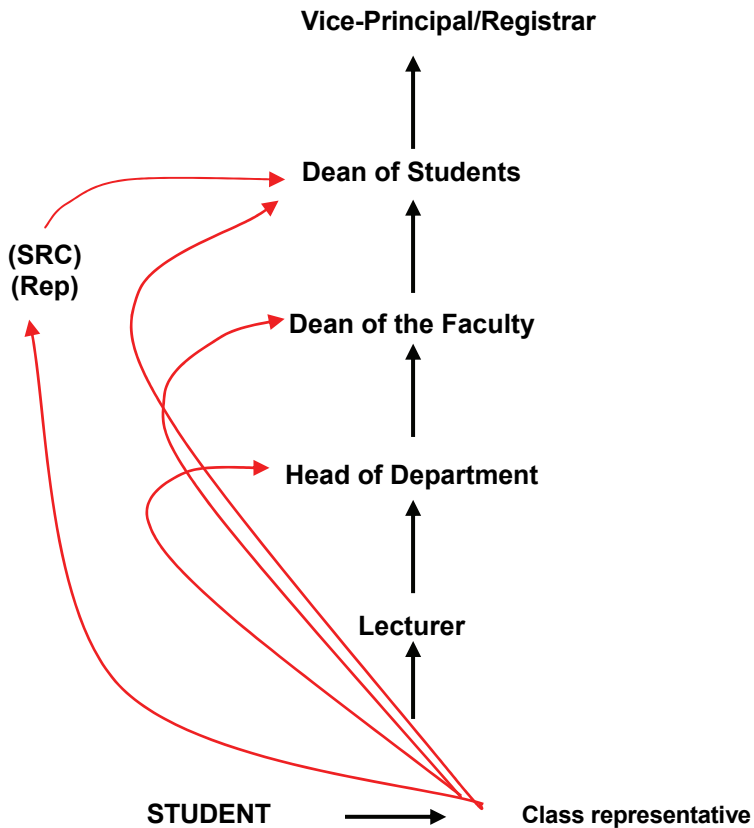 Vice-Principal/Registrar
Dean of Students
(SRC)
(Rep)
Dean of the Faculty
Head of Department
Lecturer
STUDENT
Class representative